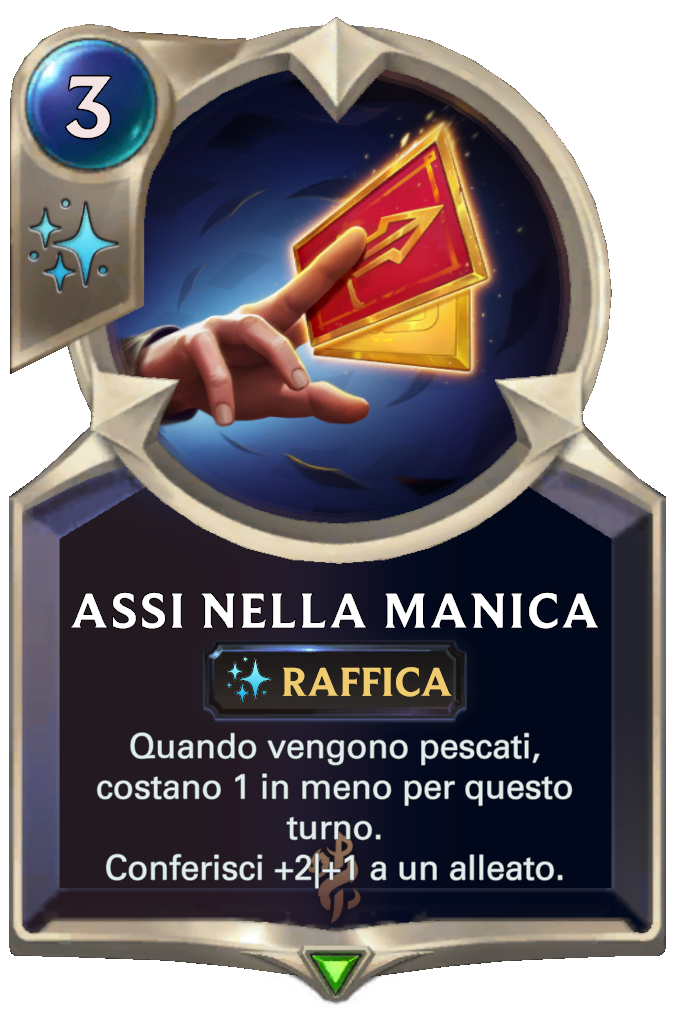 3
ASSI NELLA MANICA
RAFFICA
Quando vengono pescati,
costano 1 in meno per questo
turno.
Conferisci +2|+1 a un alleato.